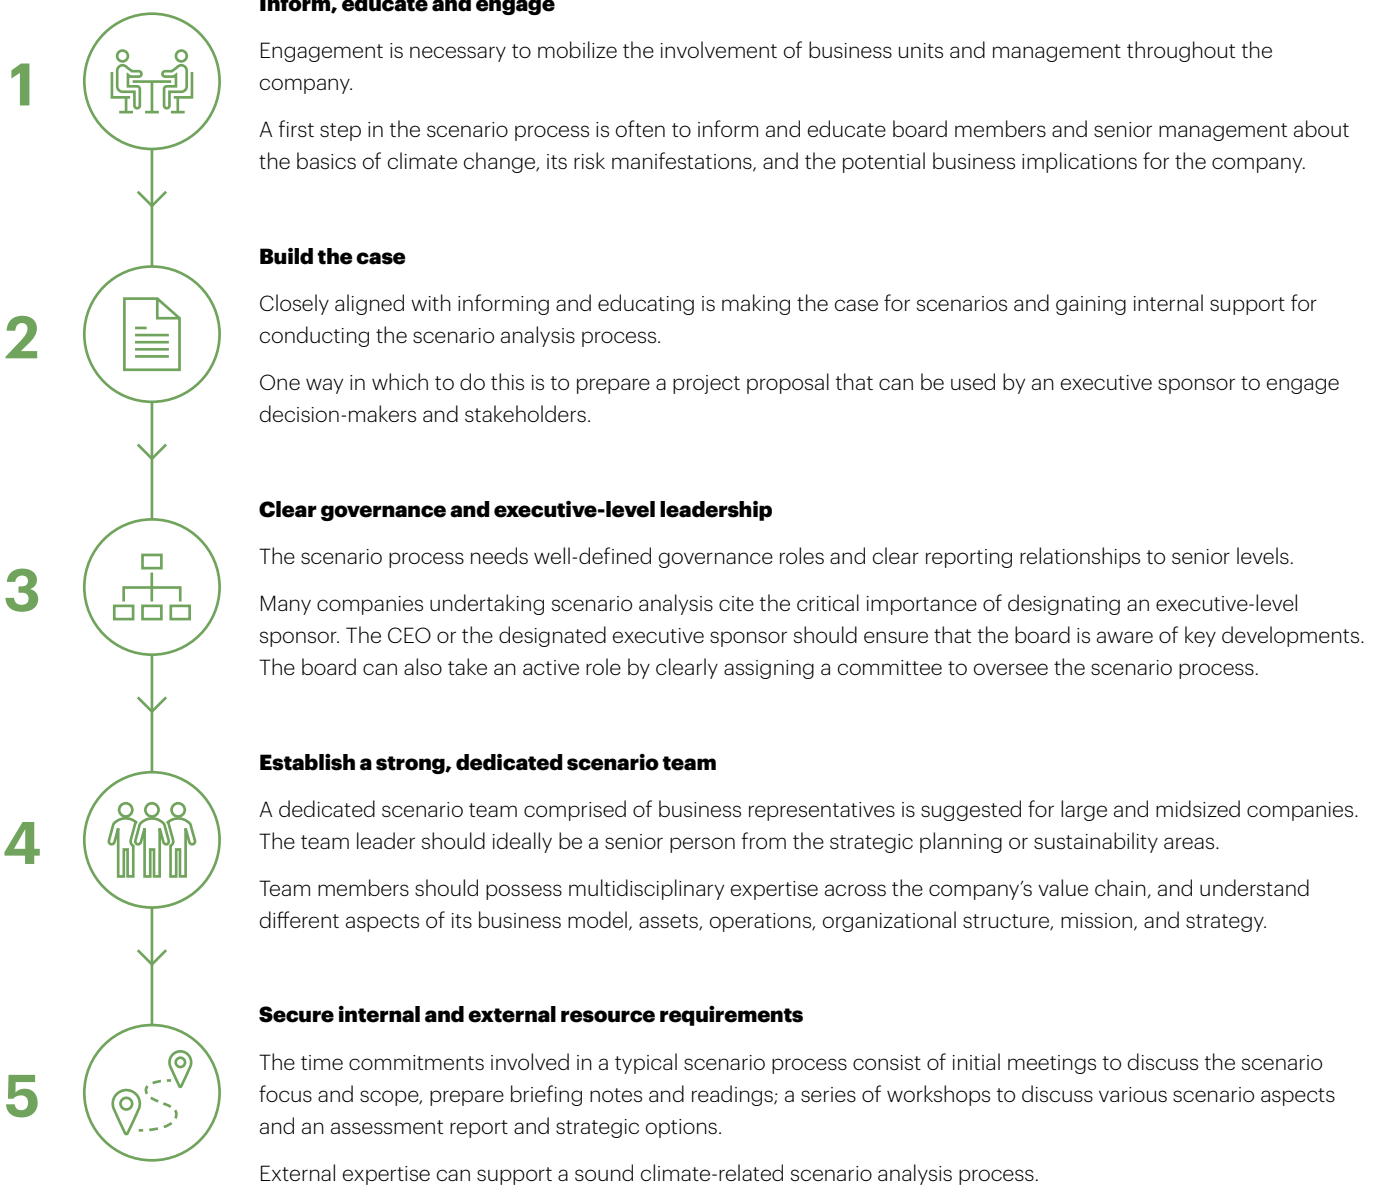 Inform, educate and engage
1
Engagement is necessary to mobilize the involvement of business units and management throughout the
company.
A first step in the scenario process is often to inform and educate board members and senior management about
the basics of climate change, its risk manifestations, and the potential business implications for the company.
Build the case
2
Closely aligned with informing and educating is making the case for scenarios and gaining internal support for
conducting the scenario analysis process.
One way in which to do this is to prepare a project proposal that can be used by an executive sponsor to engage
decision-makers and stakeholders.
Clear governance and executive-level leadership
3
The scenario process needs well-defined governance roles and clear reporting relationships to senior levels.
Many companies undertaking scenario analysis cite the critical importance of designating an executive-level
sponsor. The CEO or the designated executive sponsor should ensure that the board is aware of key developments.
The board can also take an active role by clearly assigning a committee to oversee the scenario process.
Establish a strong, dedicated scenario team
4
A dedicated scenario team comprised of business representatives is suggested for large and midsized companies.
The team leader should ideally be a senior person from the strategic planning or sustainability areas.
Team members should possess multidisciplinary expertise across the company’s value chain, and understand
different aspects of its business model, assets, operations, organizational structure, mission, and strategy.
Secure internal and external resource requirements
5
The time commitments involved in a typical scenario process consist of initial meetings to discuss the scenario
focus and scope, prepare briefing notes and readings; a series of workshops to discuss various scenario aspects
and an assessment report and strategic options.
External expertise can support a sound climate-related scenario analysis process.